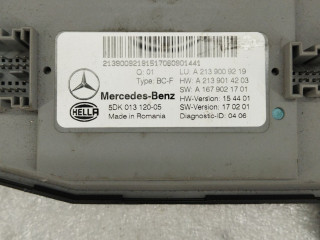 21390092191517080801441
Q: 01 LU: A 213 900 92 19
Type: BC-F HW: A 213 901 42 03
SW: A 167 902 17 01
Mercedes-Benz HW-Version: 15 44 01
HELLA 5DK 013 120-05 SW-Version: 17 02 01
Made in Romania Diagnostic-ID: 04 06